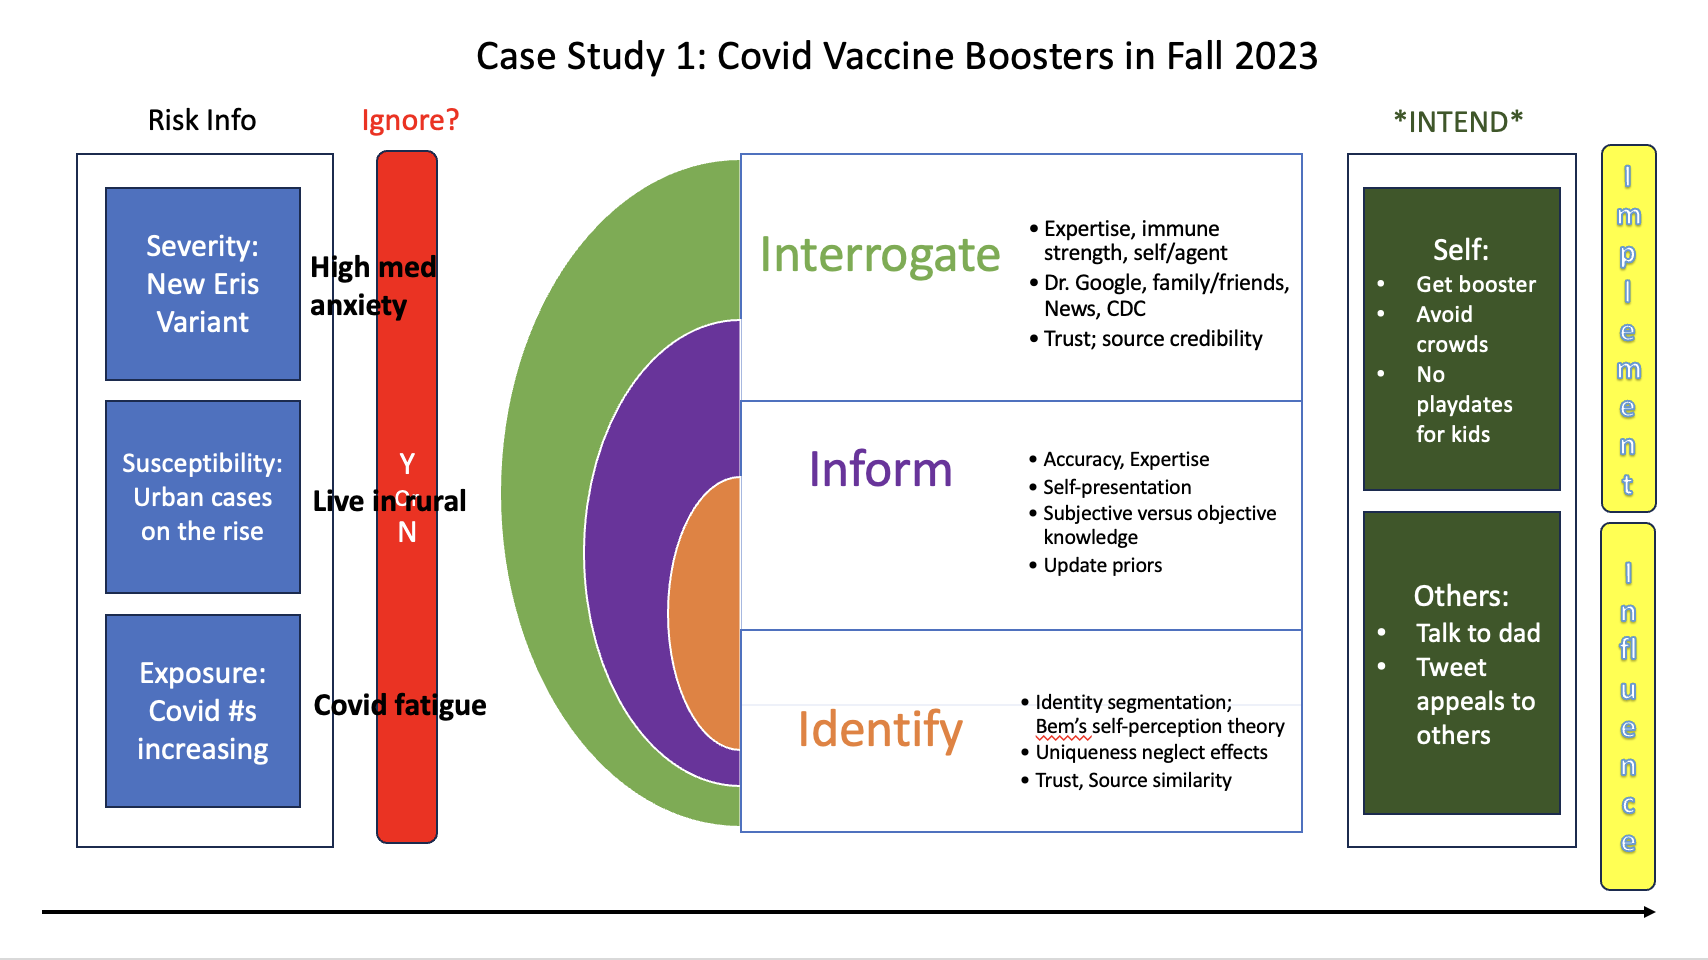 Case Study 1: Covid Vaccine Boosters in Fall 2023
Risk Info
Ignore?
*INTEND*
Severity:
New Eris
Variant
High med
anxiety
Susceptibility:
Urban cases
on the rise
Live in rural
Exposure:
Covid #s
increasing
Covid fatigue
Y
Or
N
Interrogate
• Expertise, immune
strength, self/agent
• Dr. Google, family/friends,
News, CDC
• Trust; source credibility
Inform
• Accuracy, Expertise
• Self-presentation
• Subjective versus objective
knowledge
• Update priors
Identify
• Identity segmentation;
Bem’s self-perception theory
• Uniqueness neglect effects
• Trust, Source similarity
Self:
• Get booster
• Avoid
crowds
• No
playdates
for kids
Others:
• Talk to dad
• Tweet
appeals to
others
Implement
Influence